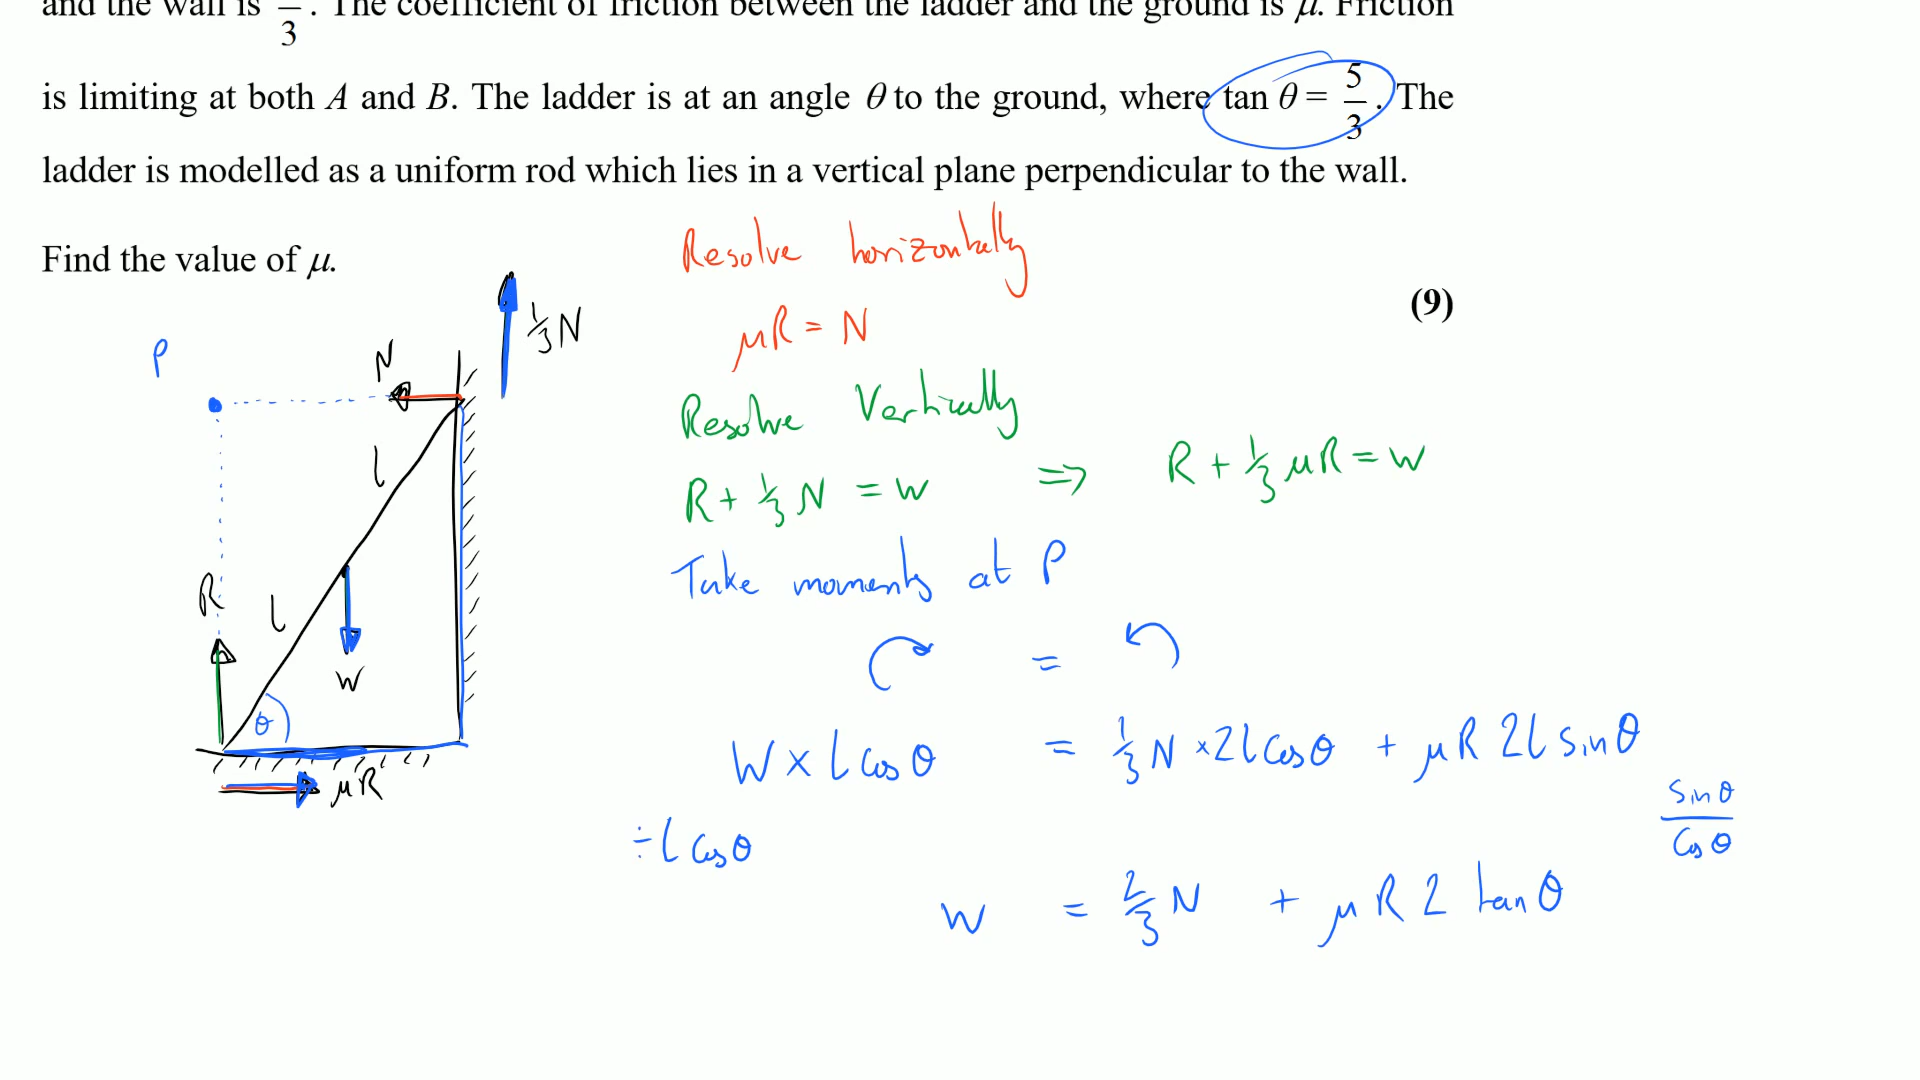 and the wall is 3 . The coefficient of friction between the ladder and the ground is μ. Friction
is limiting at both A and B. The ladder is at an angle θ to the ground, where tan θ = 5/3 . The
ladder is modelled as a uniform rod which lies in a vertical plane perpendicular to the wall.
Find the value of μ.
(9)
Resolve horizontally
μR = N
Resolve Vertically
R + 1/3 N = W ⇒ R + 1/3 μR = W
Take moments at P
=
W × l cos θ = 1/3 N × 2l cos θ + μR 2l sin θ
÷ l cos θ
sin θ / cos θ
W = 2/3 N + μR 2 tan θ
P
N
1/3 N
l
R
l
W
θ
μR